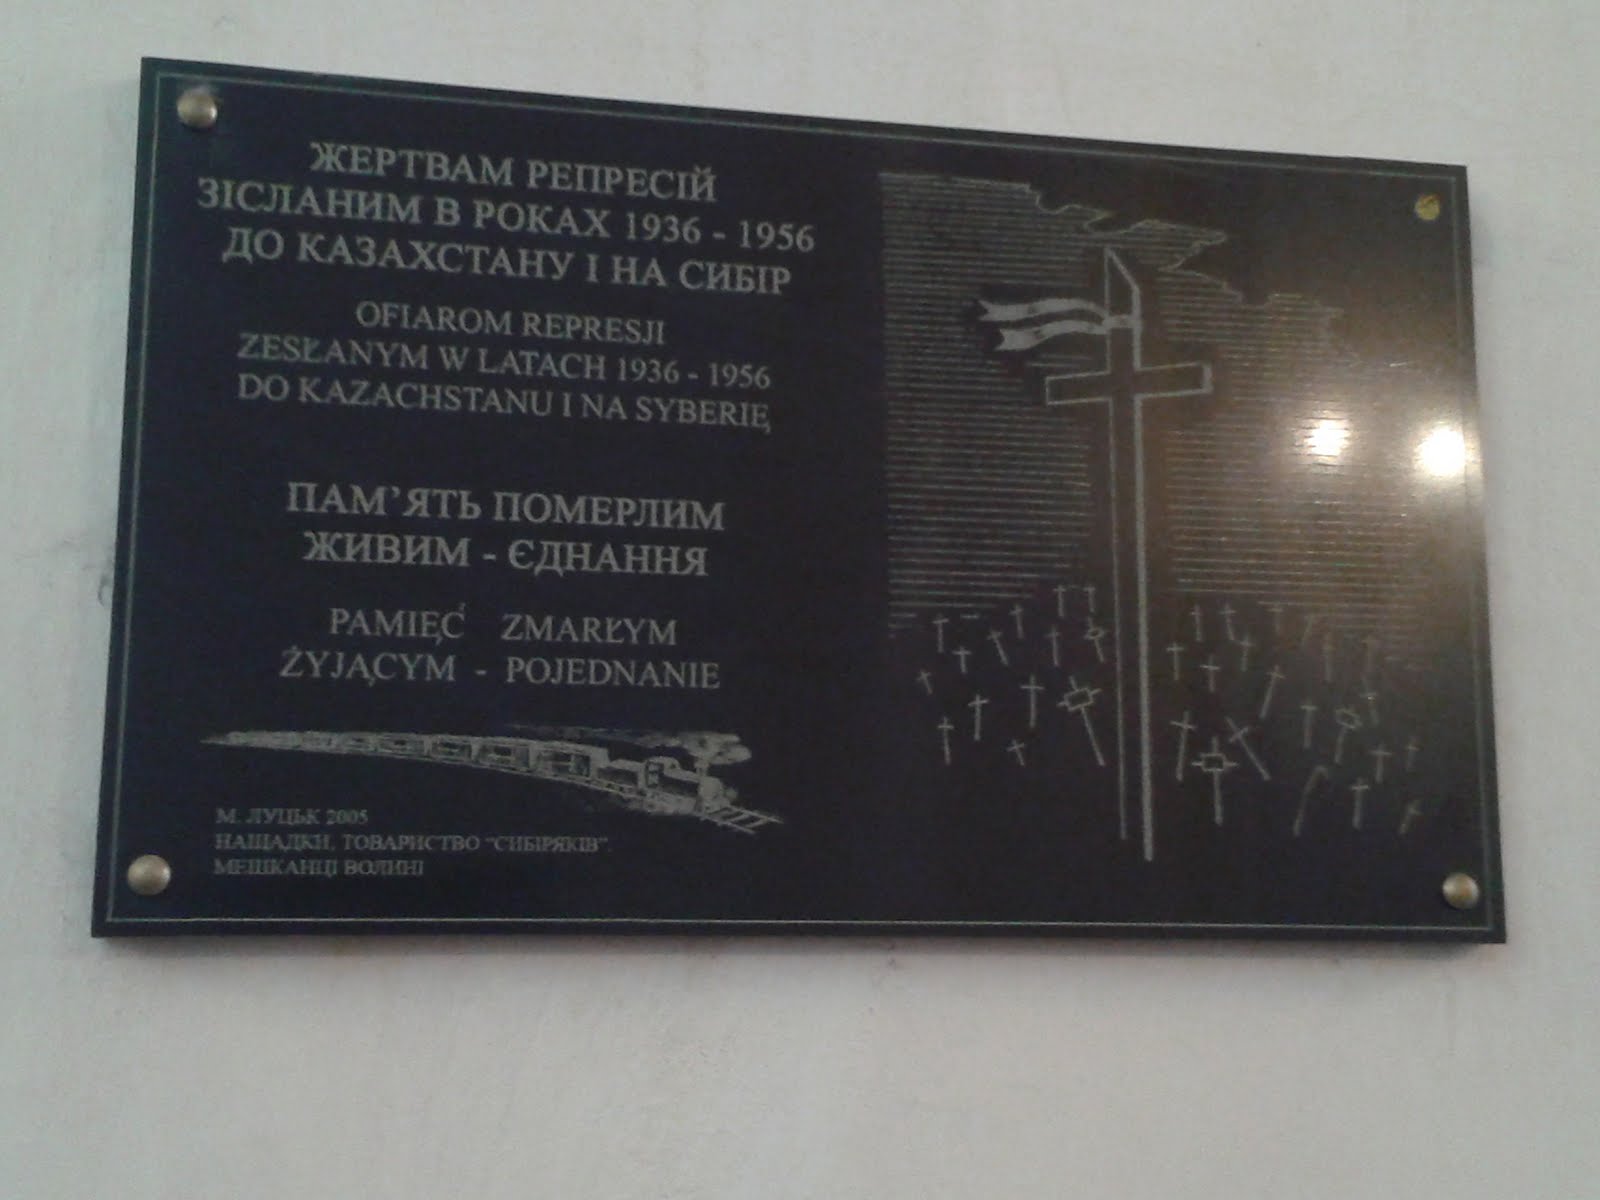 ЖЕРТВАМ РЕПРЕСІЙ
ЗІСЛАНИМ В РОКАХ 1936 - 1956
ДО КАЗАХСТАНУ І НА СИБІР
OFIAROM REPRESJI
ZESŁANYM W LATACH 1936 - 1956
DO KAZACHSTANU I NA SYBERIĘ
ПАМ’ЯТЬ ПОМЕРЛИМ
ЖИВИМ - ЄДНАННЯ
PAMIĘĆ ZMARŁYM
ŻYJĄCYM - POJEDNANIE
М. ЛУЦЬК 2005
НАЩАДКИ, ТОВАРИСТВО “СИБІРЯКІВ”,
МЕШКАНЦІ ВОЛИНІ